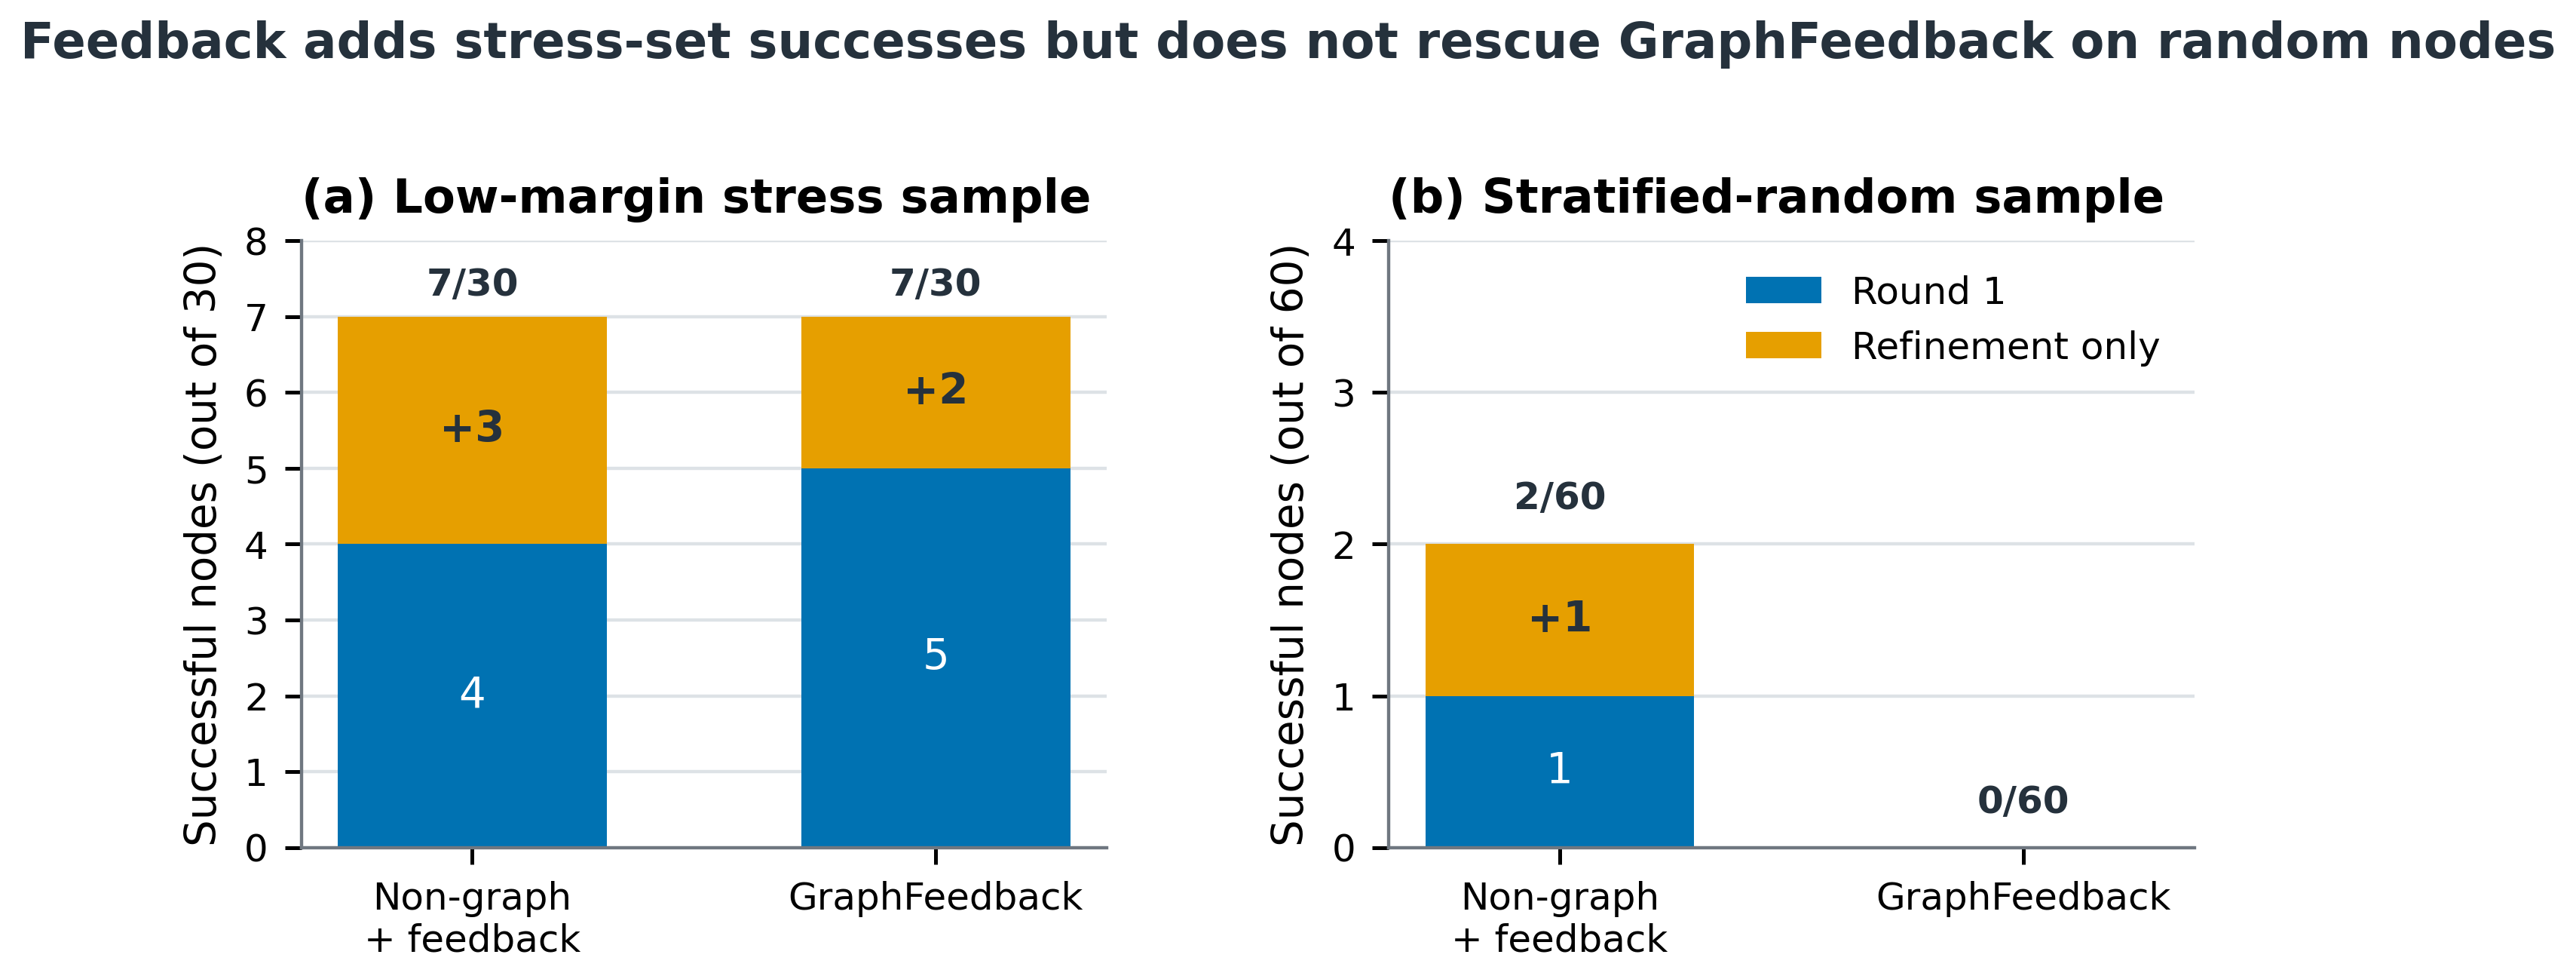 Feedback adds stress-set successes but does not rescue GraphFeedback on random nodes
(a) Low-margin stress sample
Successful nodes (out of 30)
8
7
6
5
4
3
2
1
0
7/30
7/30
+3
+2
4
5
Non-graph
+ feedback
GraphFeedback
(b) Stratified-random sample
Successful nodes (out of 60)
4
3
2
1
0
Round 1
Refinement only
2/60
+1
1
0/60
Non-graph
+ feedback
GraphFeedback